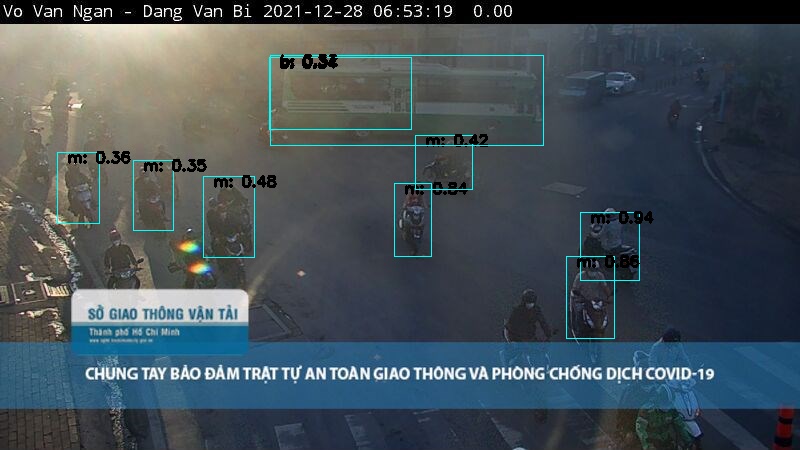 Vo Van Ngan - Dang Van Bi 2021-12-28 06:53:19 0.00
m: 0.42
m: 0.36
m: 0.35
m: 0.48
m: 0.84
m: 0.94
m: 0.86
SỞ GIAO THÔNG VẬN TẢI
Thành phố Hồ Chí Minh
CHUNG TAY BẢO ĐẢM TRẬT TỰ AN TOÀN GIAO THÔNG VÀ PHÒNG CHỐNG DỊCH COVID-19